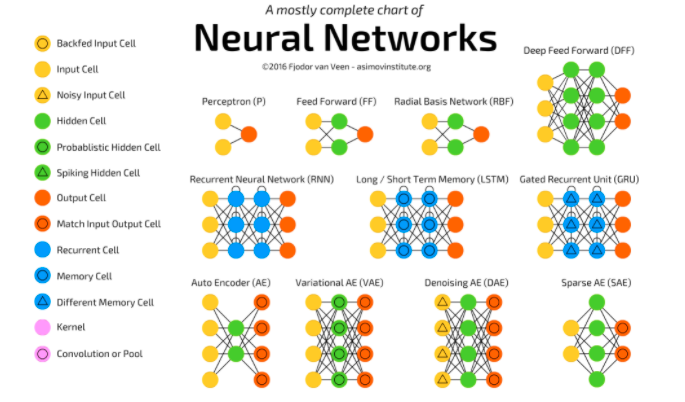 A mostly complete chart of
Neural Networks
©2016 Fjodor van Veen - asimovinstitute.org
Backfed Input Cell
Input Cell
Noisy Input Cell
Hidden Cell
Probablistic Hidden Cell
Spiking Hidden Cell
Output Cell
Match Input Output Cell
Recurrent Cell
Memory Cell
Different Memory Cell
Kernel
Convolution or Pool
Deep Feed Forward (DFF)
Perceptron (P)
Feed Forward (FF)
Radial Basis Network (RBF)
Recurrent Neural Network (RNN)
Long / Short Term Memory (LSTM)
Gated Recurrent Unit (GRU)
Auto Encoder (AE)
Variational AE (VAE)
Denoising AE (DAE)
Sparse AE (SAE)